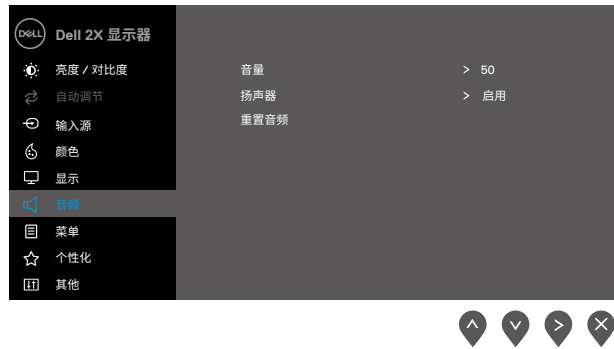 DELL Dell 2X 显示器
亮度 / 对比度
自动调节
输入源
颜色
显示
音频
菜单
个性化
其他
音量 > 50
扬声器 > 启用
重置音频